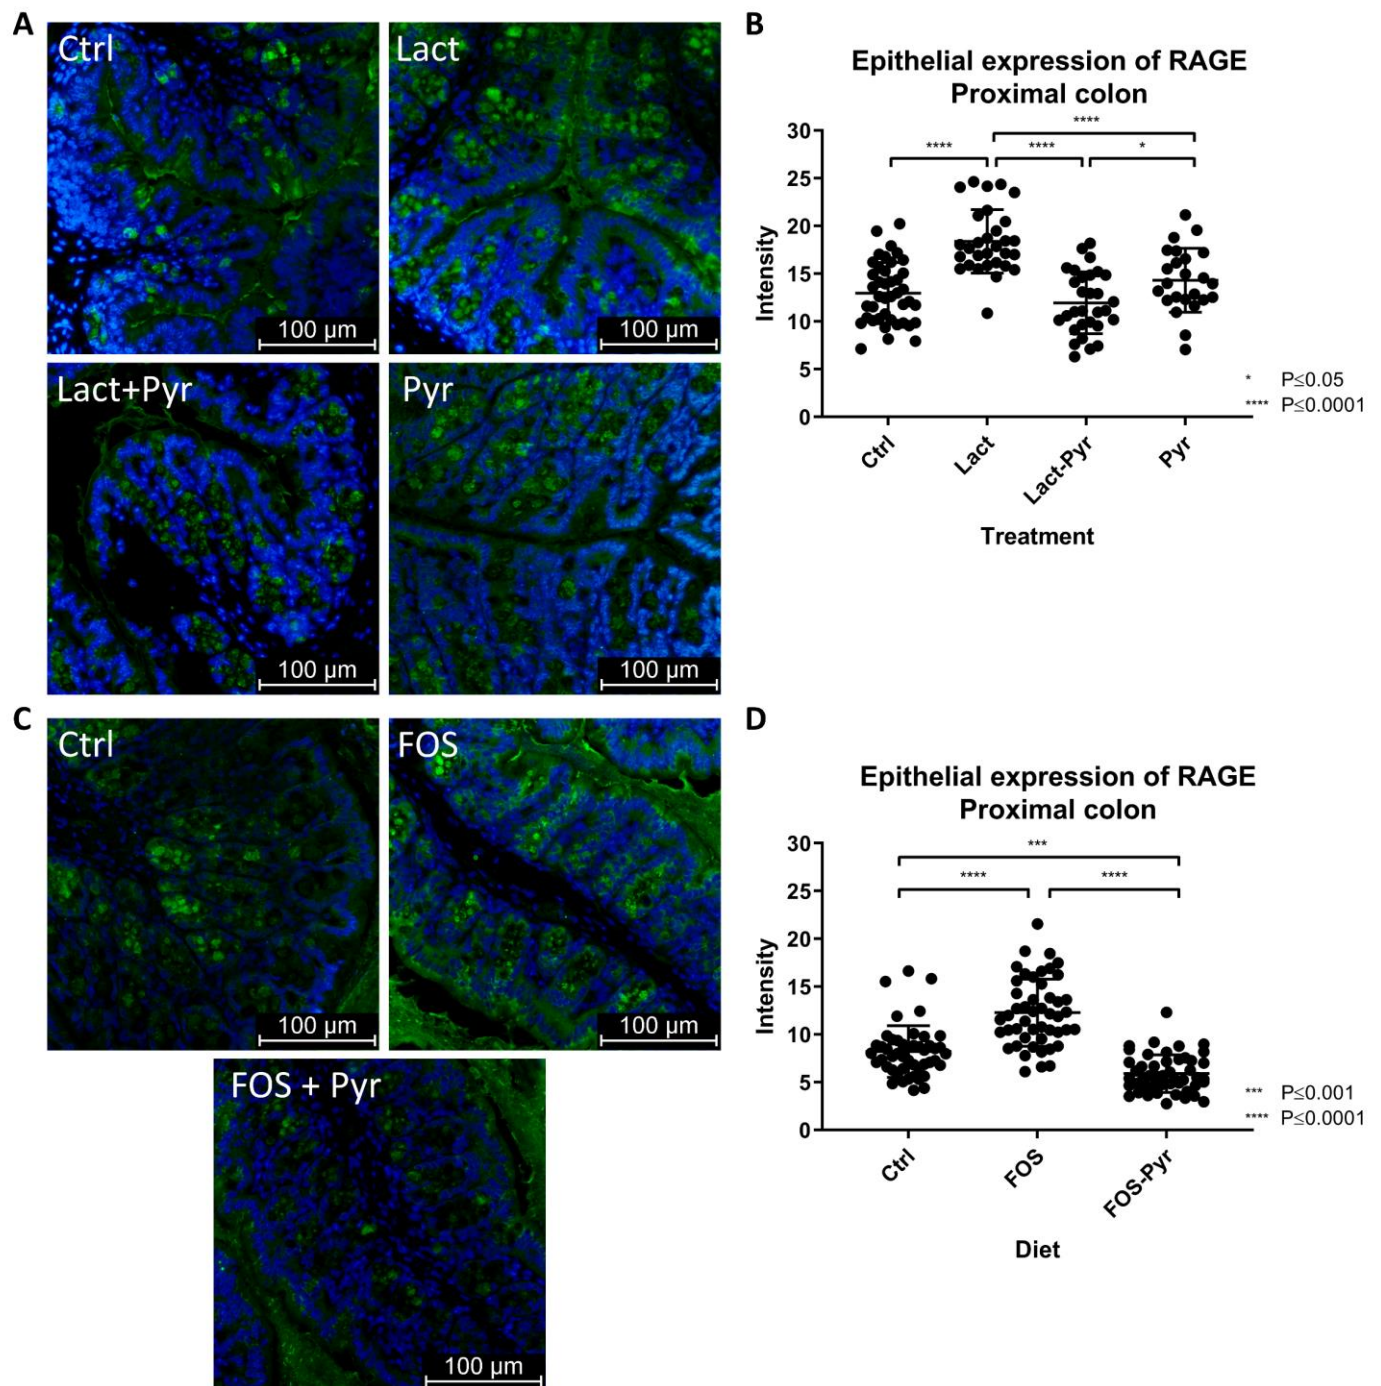 A
Ctrl
100 µm
Lact
100 µm
Lact+Pyr
100 µm
Pyr
100 µm
B
Epithelial expression of RAGE
Proximal colon
****
**** **** *
30
25
20
15
10
5
0
Intensity
Ctrl
Lact
Lact-Pyr
Pyr
Treatment
* P≤0.05
**** P≤0.0001
C
Ctrl
100 µm
FOS
100 µm
FOS + Pyr
100 µm
D
Epithelial expression of RAGE
Proximal colon
***
**** ****
30
25
20
15
10
5
0
Intensity
Ctrl
FOS
FOS-Pyr
Diet
*** P≤0.001
**** P≤0.0001